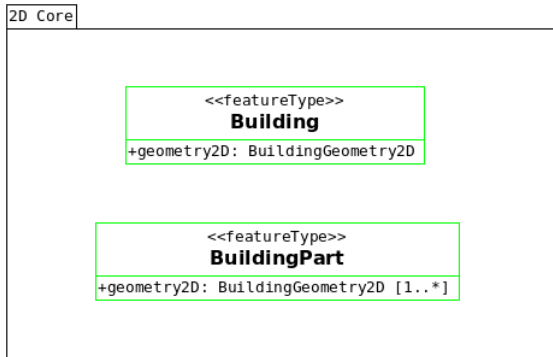 2D Core
<<featureType>>
Building
+geometry2D: BuildingGeometry2D
<<featureType>>
BuildingPart
+geometry2D: BuildingGeometry2D [1..*]